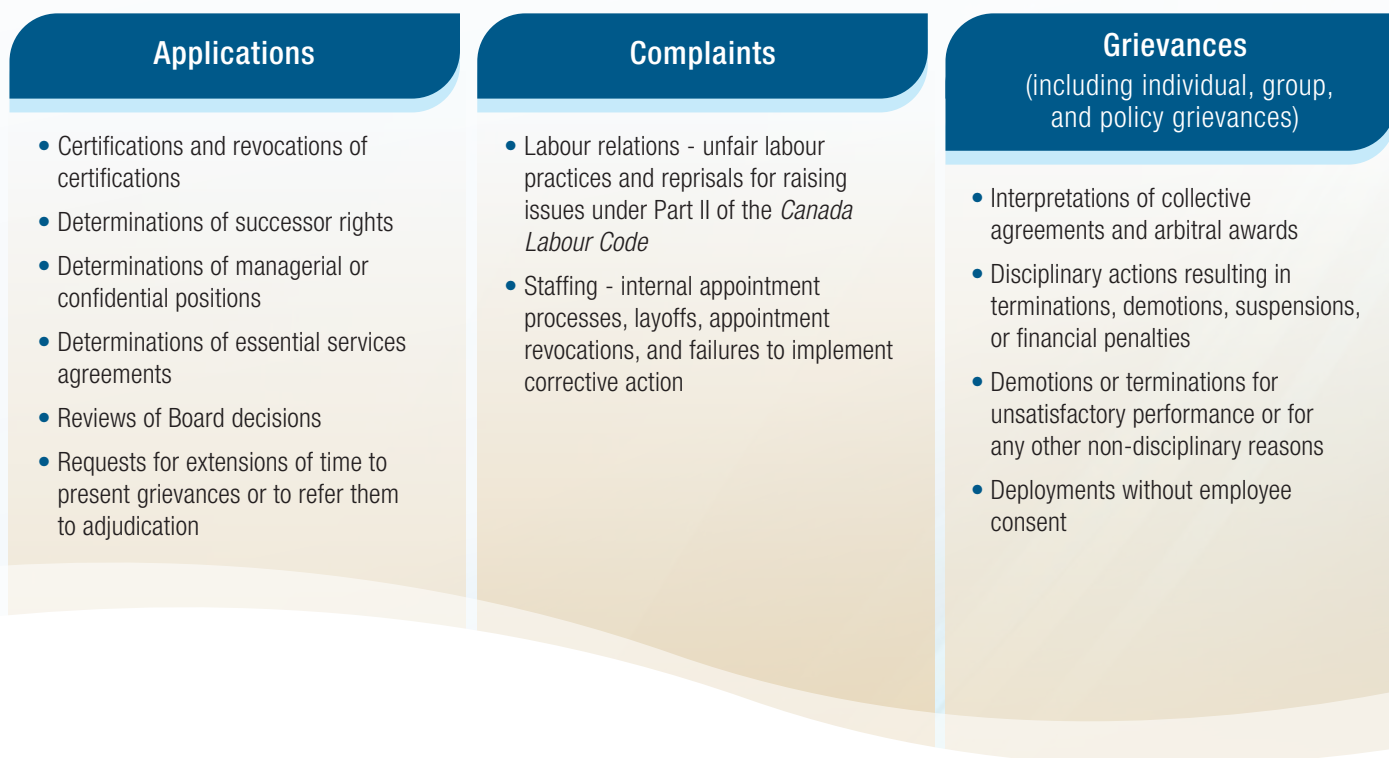 Applications
• Certifications and revocations of
certifications
• Determinations of successor rights
• Determinations of managerial or
confidential positions
• Determinations of essential services
agreements
• Reviews of Board decisions
• Requests for extensions of time to
present grievances or to refer them
to adjudication
Complaints
• Labour relations - unfair labour
practices and reprisals for raising
issues under Part II of the Canada
Labour Code
• Staffing - internal appointment
processes, layoffs, appointment
revocations, and failures to implement
corrective action
Grievances
(including individual, group,
and policy grievances)
• Interpretations of collective
agreements and arbitral awards
• Disciplinary actions resulting in
terminations, demotions, suspensions,
or financial penalties
• Demotions or terminations for
unsatisfactory performance or for
any other non-disciplinary reasons
• Deployments without employee
consent